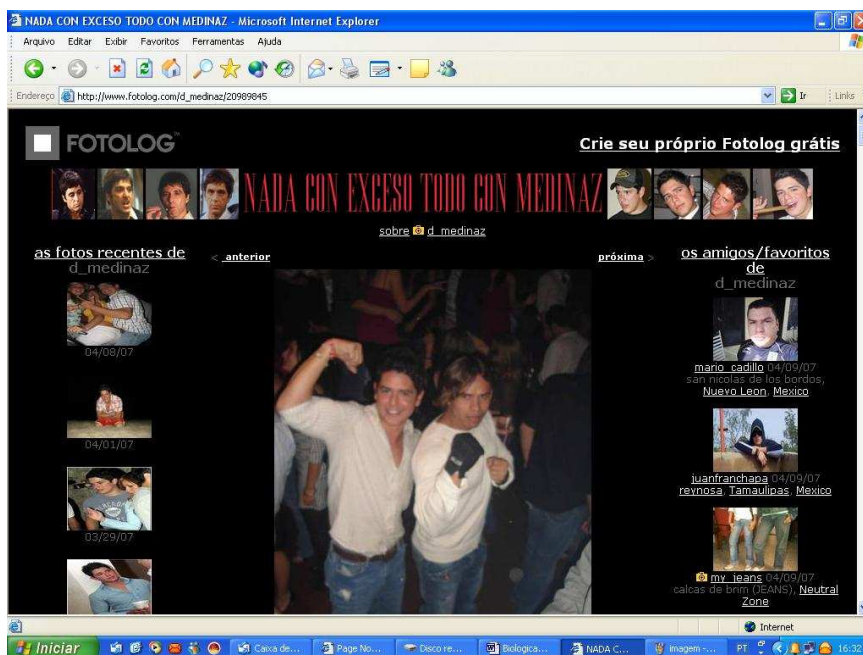 NADA CON EXCESO TODO CON MEDINAZ - Microsoft Internet Explorer
Arquivo Editar Exibir Favoritos Ferramentas Ajuda
Endereço http://www.fotolog.com/d_medinaz/20989845 Ir Links
FOTOLOG
Crie seu próprio Fotolog grátis
NADA CON EXCESO TODO CON MEDINAZ
sobre d_medinaz
as fotos recentes de
d_medinaz
04/08/07
04/01/07
03/29/07
< anterior
próxima >
os amigos/favoritos
de
d_medinaz
mario_cadillo 04/09/07
san nicolas de los bordos,
Nuevo Leon, Mexico
juanfranchapa 04/09/07
reynosa, Tamaulipas, Mexico
my_jeans 04/09/07
calcas de brim (JEANS), Neutral
Zone
Internet
Iniciar Caixa de... Page No... Disco re... Biologica... NADA C... imagem -... PT 16:32